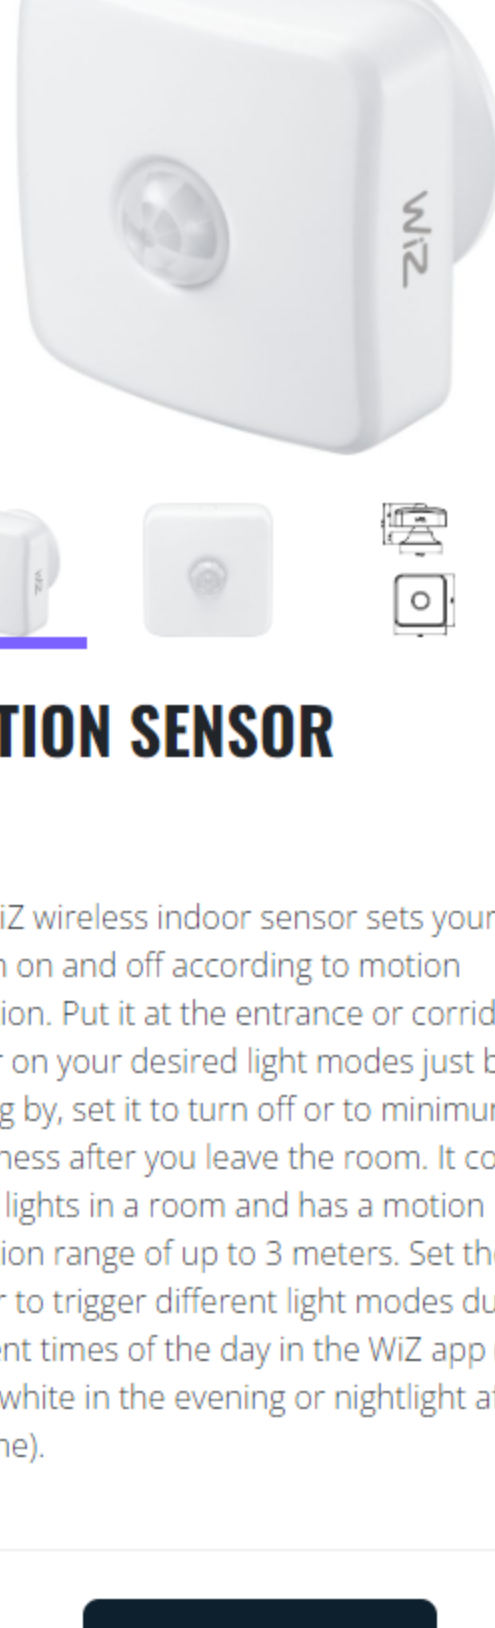 WiZ
WiZ
TION SENSOR
iZ wireless indoor sensor sets your
n on and off according to motion
tion. Put it at the entrance or corrid
r on your desired light modes just b
g by, set it to turn off or to minimur
ness after you leave the room. It co
lights in a room and has a motion
tion range of up to 3 meters. Set the
r to trigger different light modes du
ent times of the day in the WiZ app
white in the evening or nightlight af
ne).